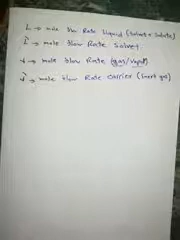 L → mole flow Rate Liquid (Solvent + Solute)
L̄ → mole flow Rate solvent
V → mole flow Rate (gas/Vapor)
V̄ → mole flow Rate Carrier (Inert gas)